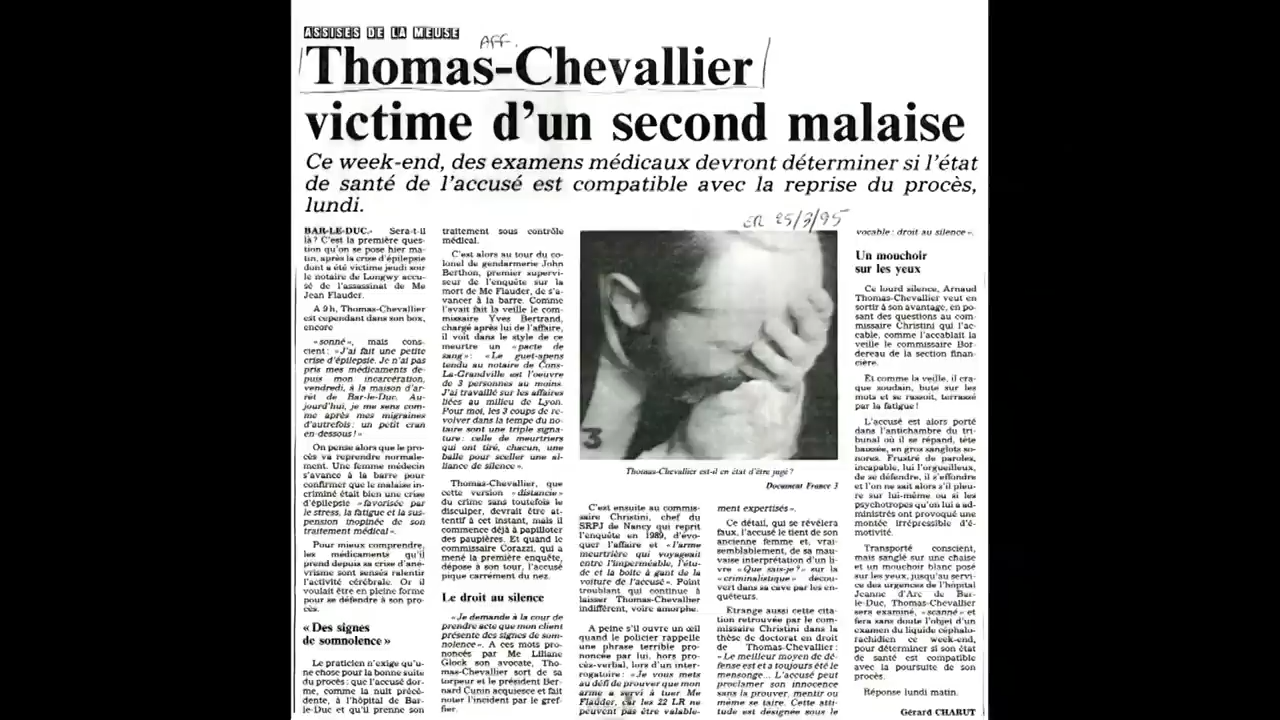 ASSISES DE LA MEUSE
AFF.
Thomas-Chevallier
victime d'un second malaise
Ce week-end, des examens médicaux devront déterminer si l'état
de santé de l'accusé est compatible avec la reprise du procès,
lundi.
ER 25/3/95
BAR-LE-DUC.- Sera-t-il
là? C'est la première ques-
tion qu'on se pose hier ma-
tin, après la crise d'épilepsie
dont a été victime jeudi soir
le notaire de Longwy accu-
sé de l'assassinat de Me
Jean Flauder.
A 9h, Thomas-Chevallier
est cependant dans son box,
encore
«sonné», mais cons-
cient: «J'ai fait une petite
crise d'épilepsie. Je n'ai pas
pris mes médicaments de-
puis mon incarcération,
vendredi, à la maison d'ar-
rêt de Bar-le-Duc. Au-
jourd'hui, je me sens com-
me après mes migraines
d'autrefois: un petit cran
en-dessous!»
On pense alors que le pro-
cès va reprendre normale-
ment. Une femme médecin
s'avance à la barre pour
confirmer que le malaise in-
criminé était bien une crise
d'épilepsie «favorisée par
le stress, la fatigue et la sus-
pension inopinée de son
traitement médical».
Pour mieux comprendre,
les médicaments qu'il
prend depuis sa crise d'ané-
vrisme sont sensés ralentir
l'activité cérébrale. Or il
voulait être en pleine forme
pour se défendre à son pro-
cès.
«Des signes
de somnolence»
Le praticien n'exige qu'u-
ne chose pour la bonne suite
du procès: que l'accusé dor-
me, comme la nuit précé-
dente, à l'hôpital de Bar-
le-Duc et qu'il prenne son
traitement sous contrôle
médical.
C'est alors au tour du co-
lonel de gendarmerie John
Berthon, premier supervi-
seur de l'enquête sur la
mort de Me Flauder, de s'a-
vancer à la barre. Comme
l'avait fait la veille le com-
missaire Yves Bertrand,
chargé après lui de l'affaire,
il voit dans le style de ce
meurtre un «pacte de
sang»: «Le guet-apens
tendu au notaire de Cons-
La-Grandville est l'oeuvre
de 3 personnes au moins.
J'ai travaillé sur les affaires
liées au milieu de Lyon.
Pour moi, les 3 coups de re-
volver dans la tempe du no-
taire sont une triple signa-
ture: celle de meurtriers
qui ont tiré, chacun, une
balle pour sceller une al-
liance de silence».
Thomas-Chevallier, que
cette version «distancie»
du crime sans toutefois le
disculper, devrait être at-
tentif à cet instant, mais il
commence déjà à papilloter
des paupières. Et quand le
commissaire Corazzi, qui a
mené la première enquête,
dépose à son tour, l'accusé
pique carrément du nez.
Le droit au silence
«Je demande à la cour de
prendre acte que mon client
présente des signes de som-
nolence». A ces mots pro-
noncés par Me Liliane
Glock son avocate, Tho-
mas-Chevallier sort de sa
torpeur et le président Ber-
nard Cunin acquiesce et fait
noter l'incident par le gref-
fier.
3
Thomas-Chevallier est-il en état d'être jugé?
Document France 3
C'est ensuite au commis-
saire Christini, chef du
SRPJ de Nancy qui reprit
l'enquête en 1989, d'évo-
quer l'affaire et «l'arme
meurtrière qui voyageait
entre l'imperméable, l'étu-
de et la boîte à gant de la
voiture de l'accusé». Point
troublant qui continue à
laisser Thomas-Chevallier
indifférent, voire amorphe.
A peine s'il ouvre un œil
quand le policier rappelle
une phrase terrible pro-
noncée par lui, hors pro-
cès-verbal, lors d'un inter-
rogatoire: «Je vous mets
au défi de prouver que mon
arme a servi à tuer Me
Flauder, car les 22 LR ne
peuvent pas être valable-
ment expertisés».
Ce détail, qui se révèlera
faux, l'accusé le tient de son
ancienne femme et, vrai-
semblablement, de sa mau-
vaise interprétation d'un li-
vre «Que sais-je?» sur la
«criminalistique» décou-
vert dans sa cave par les en-
quêteurs.
Etrange aussi cette cita-
tion retrouvée par le com-
missaire Christini dans la
thèse de doctorat en droit
de Thomas-Chevallier:
«Le meilleur moyen de dé-
fense est et a toujours été le
mensonge... L'accusé peut
proclamer son innocence
sans la prouver, mentir ou
même se taire. Cette atti-
tude est désignée sous le
vocable: droit au silence».
Un mouchoir
sur les yeux
Ce lourd silence, Arnaud
Thomas-Chevallier veut en
sortir à son avantage, en po-
sant des questions au com-
missaire Christini qui l'ac-
cable, comme l'accablait la
veille le commissaire Bor-
dereau de la section finan-
cière.
Et comme la veille, il cra-
que soudain, bute sur les
mots et se rassoit, terrassé
par la fatigue!
L'accusé est alors porté
dans l'antichambre du tri-
bunal où il se répand, tête
baissée, en gros sanglots so-
nores. Frustré de paroles,
incapable, lui l'orgueilleux,
de se défendre, il s'effondre
et l'on ne sait alors s'il pleu-
re sur lui-même ou si les
psychotropes qu'on lui a ad-
ministrés ont provoqué une
montée irrépressible d'é-
motivité.
Transporté conscient,
mais sanglé sur une chaise
et un mouchoir blanc posé
sur les yeux, jusqu'au servi-
ce des urgences de l'hôpital
Jeanne d'Arc de Bar-
le-Duc, Thomas-Chevallier
sera examiné, «scanné» et
fera sans doute l'objet d'un
examen du liquide céphalo-
rachidien ce week-end,
pour déterminer si son état
de santé est compatible
avec la poursuite de son
procès.
Réponse lundi matin.
Gérard CHARUT